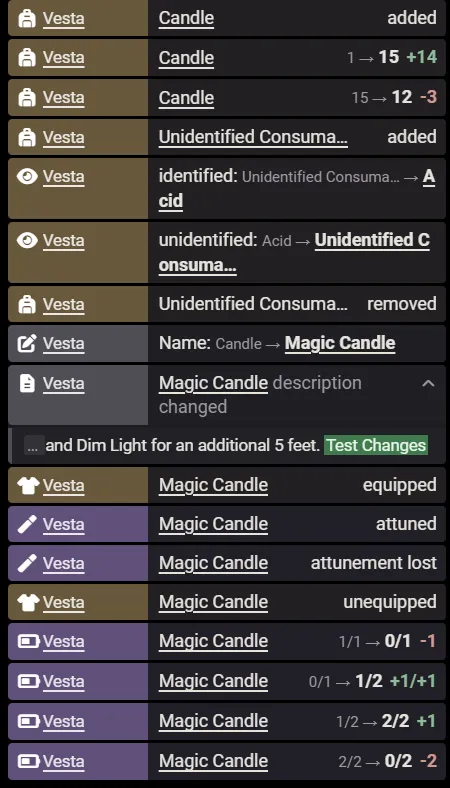 Vesta Candle added
Vesta Candle 1 → 15 +14
Vesta Candle 15 → 12 -3
Vesta Unidentified Consuma... added
Vesta identified: Unidentified Consuma... → A
cid
Vesta unidentified: Acid → Unidentified C
onsuma...
Vesta Unidentified Consuma... removed
Vesta Name: Candle → Magic Candle
Vesta Magic Candle description
changed
... and Dim Light for an additional 5 feet. Test Changes
Vesta Magic Candle equipped
Vesta Magic Candle attuned
Vesta Magic Candle attunement lost
Vesta Magic Candle unequipped
Vesta Magic Candle 1/1 → 0/1 -1
Vesta Magic Candle 0/1 → 1/2 +1/+1
Vesta Magic Candle 1/2 → 2/2 +1
Vesta Magic Candle 2/2 → 0/2 -2